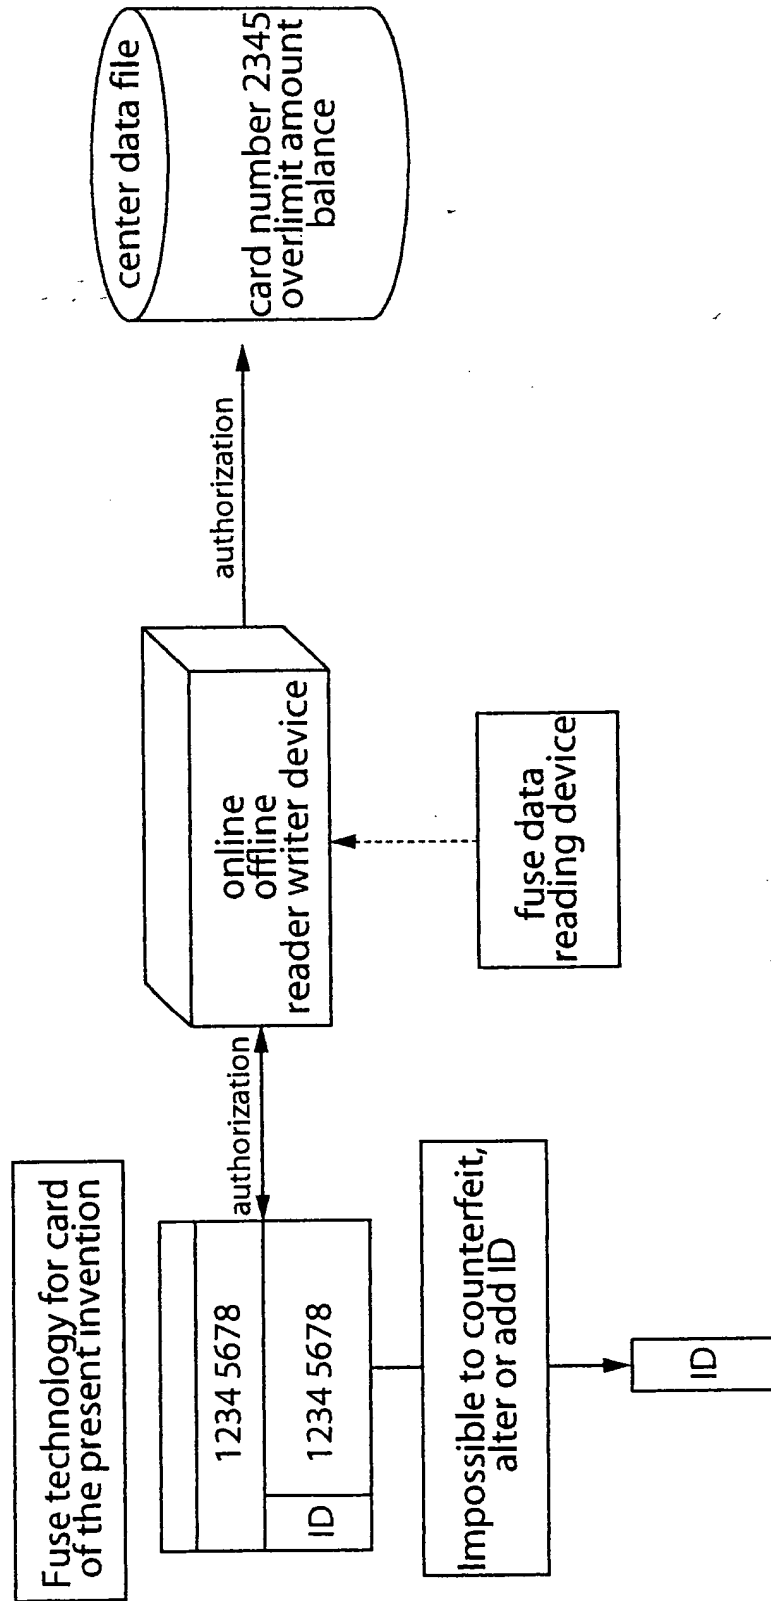 Fuse technology for card
of the present invention
1234 5678
ID
1234 5678
authorization
Impossible to counterfeit,
alter or add ID
ID
online
offline
reader writer device
fuse data
reading device
authorization
center data file
card number 2345
overlimit amount
balance